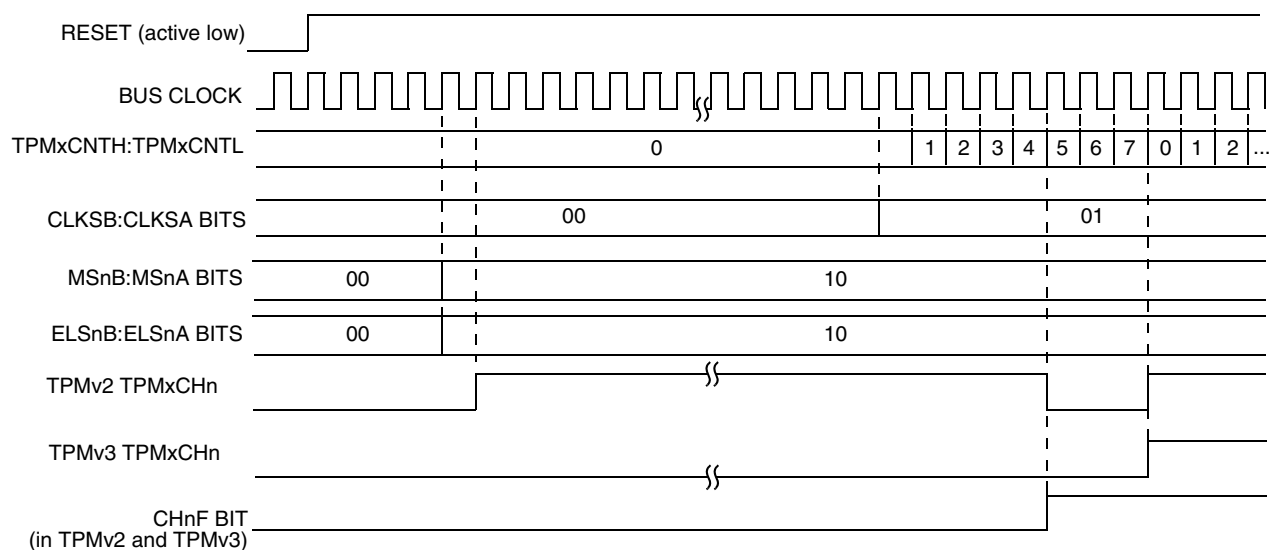 RESET (active low)
BUS CLOCK
TPMxCNTH:TPMxCNTL 0 1 2 3 4 5 6 7 0 1 2 ...
CLKSB:CLKSA BITS 00 01
MSnB:MSnA BITS 00 10
ELSnB:ELSnA BITS 00 10
TPMv2 TPMxCHn
TPMv3 TPMxCHn
CHnF BIT
(in TPMv2 and TPMv3)